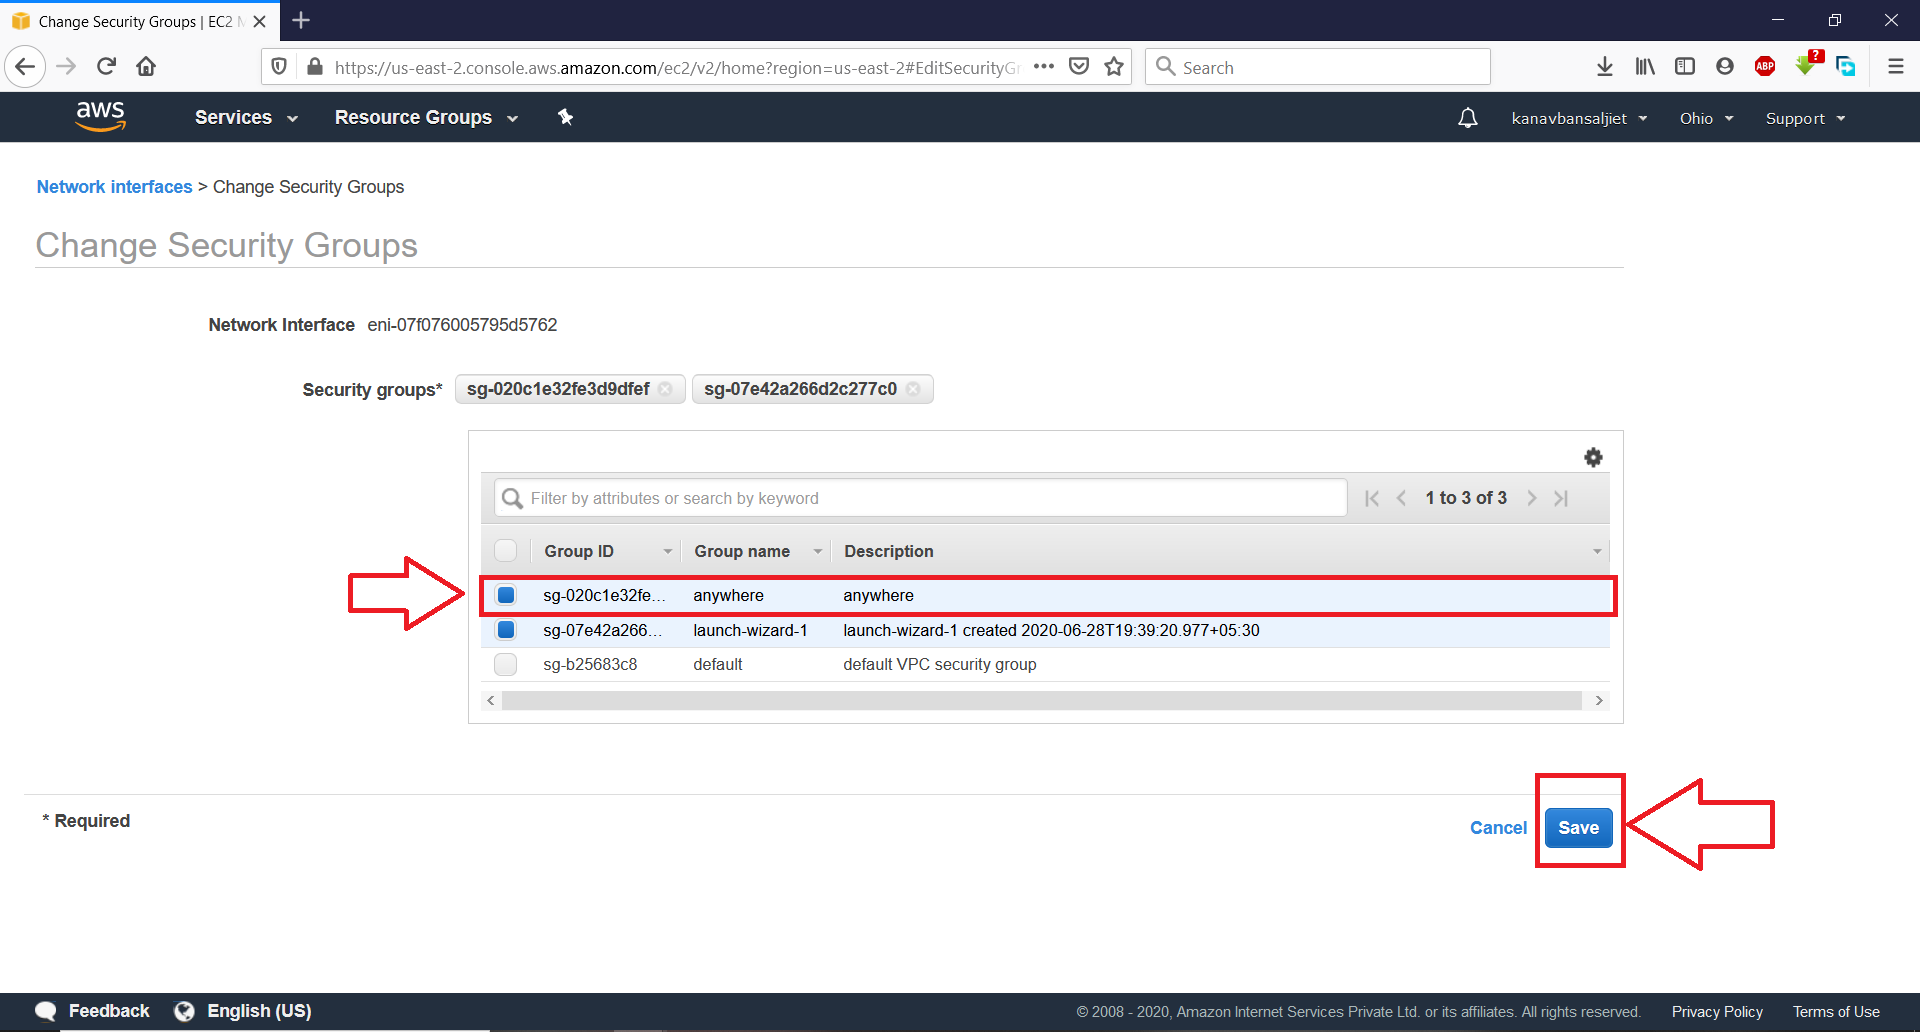 Change Security Groups | EC2 M
https://us-east-2.console.aws.amazon.com/ec2/v2/home?region=us-east-2#EditSecurityGr
Search
ABP
?
aws
Services
Resource Groups
kanavbansaljiet
Ohio
Support
Network interfaces > Change Security Groups
Change Security Groups
Network Interface eni-07f076005795d5762
Security groups* sg-020c1e32fe3d9dfef sg-07e42a266d2c277c0
Filter by attributes or search by keyword
1 to 3 of 3
Group ID Group name Description
sg-020c1e32fe... anywhere anywhere
sg-07e42a266... launch-wizard-1 launch-wizard-1 created 2020-06-28T19:39:20.977+05:30
sg-b25683c8 default default VPC security group
* Required
Cancel
Save
Feedback
English (US)
© 2008 - 2020, Amazon Internet Services Private Ltd. or its affiliates. All rights reserved.
Privacy Policy
Terms of Use